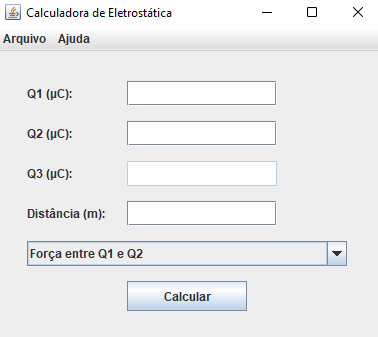 Calculadora de Eletrostática
Arquivo Ajuda
Q1 (µC):
Q2 (µC):
Q3 (µC):
Distância (m):
Força entre Q1 e Q2
Calcular